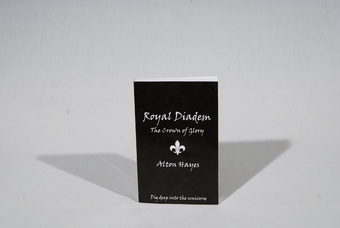 Royal Diadem
The Crown of Glory
Alton Hayes
Dig deep into the universe